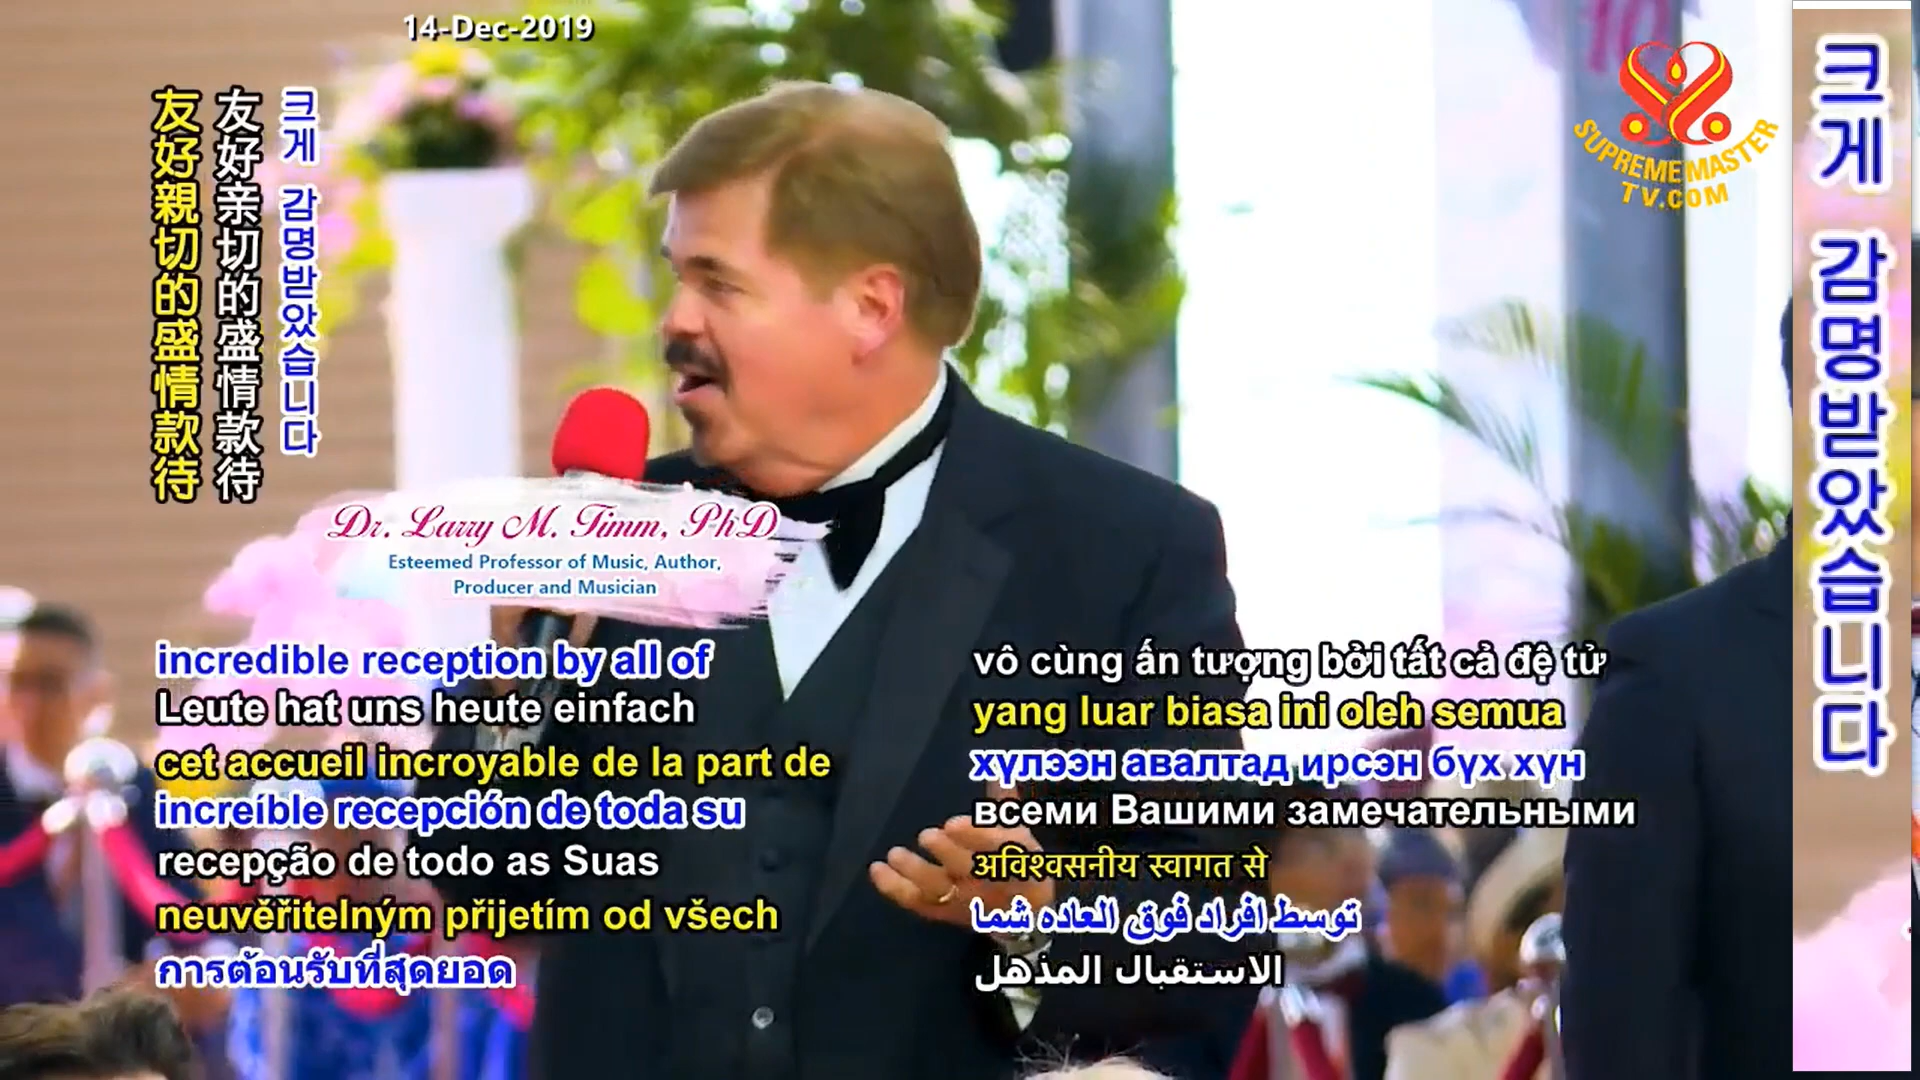 14-Dec-2019
SUPREME MASTER
TV.COM
크게 감명받았습니다
友好亲切的盛情款待
友好親切的盛情款待
크게 감명받았습니다
Dr. Larry M. Timm, PhD
Esteemed Professor of Music, Author,
Producer and Musician
incredible reception by all of
Leute hat uns heute einfach
cet accueil incroyable de la part de
increíble recepción de toda su
recepção de todo as Suas
neuvěřitelným přijetím od všech
การต้อนรับที่สุดยอด
vô cùng ấn tượng bởi tất cả đệ tử
yang luar biasa ini oleh semua
хүлээн авалтад ирсэн бүх хүн
всеми Вашими замечательными
अविश्वसनीय स्वागत से
توسط افراد فوق العاده شما
الاستقبال المذهل